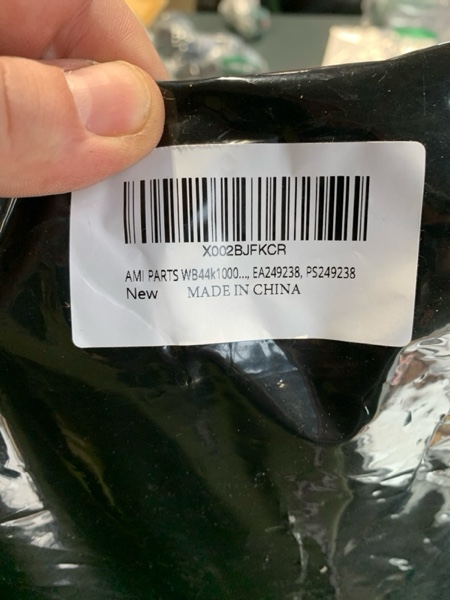 X002BJFKCR
AMI PARTS WB44k1000..., EA249238, PS249238
New MADE IN CHINA